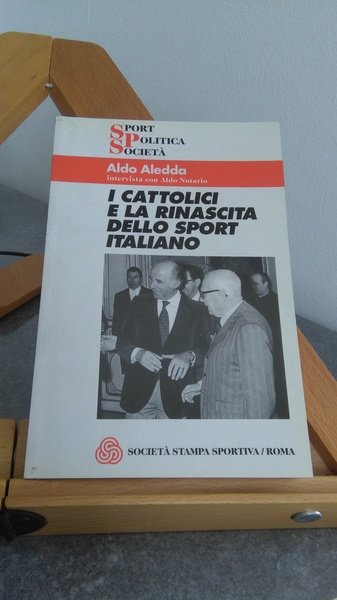 SPORT
POLITICA
SOCIETÀ
Aldo Aledda
intervista con Aldo Notario
I CATTOLICI
E LA RINASCITA
DELLO SPORT
ITALIANO
SOCIETÀ STAMPA SPORTIVA / ROMA